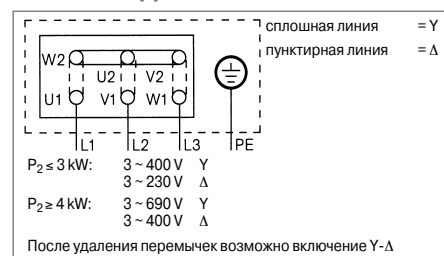 сплошная линия = Y
пунктирная линия = Δ
W2 U2 V2
U1 V1 W1
L1 L2 L3 PE
P₂ ≤ 3 kW: 3 ~ 400 V Y
3 ~ 230 V Δ
P₂ ≥ 4 kW: 3 ~ 690 V Y
3 ~ 400 V Δ
После удаления перемычек возможно включение Y-Δ